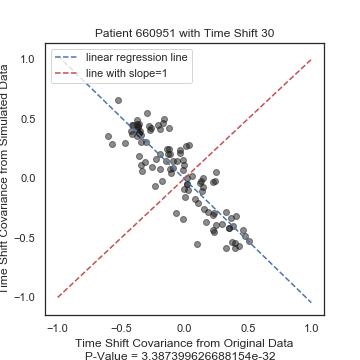 Patient 660951 with Time Shift 30
linear regression line
line with slope=1
Time Shift Covariance from Simulated Data
1.0
0.5
0.0
−0.5
−1.0
−1.0 −0.5 0.0 0.5 1.0
Time Shift Covariance from Original Data
P-Value = 3.387399626688154e-32